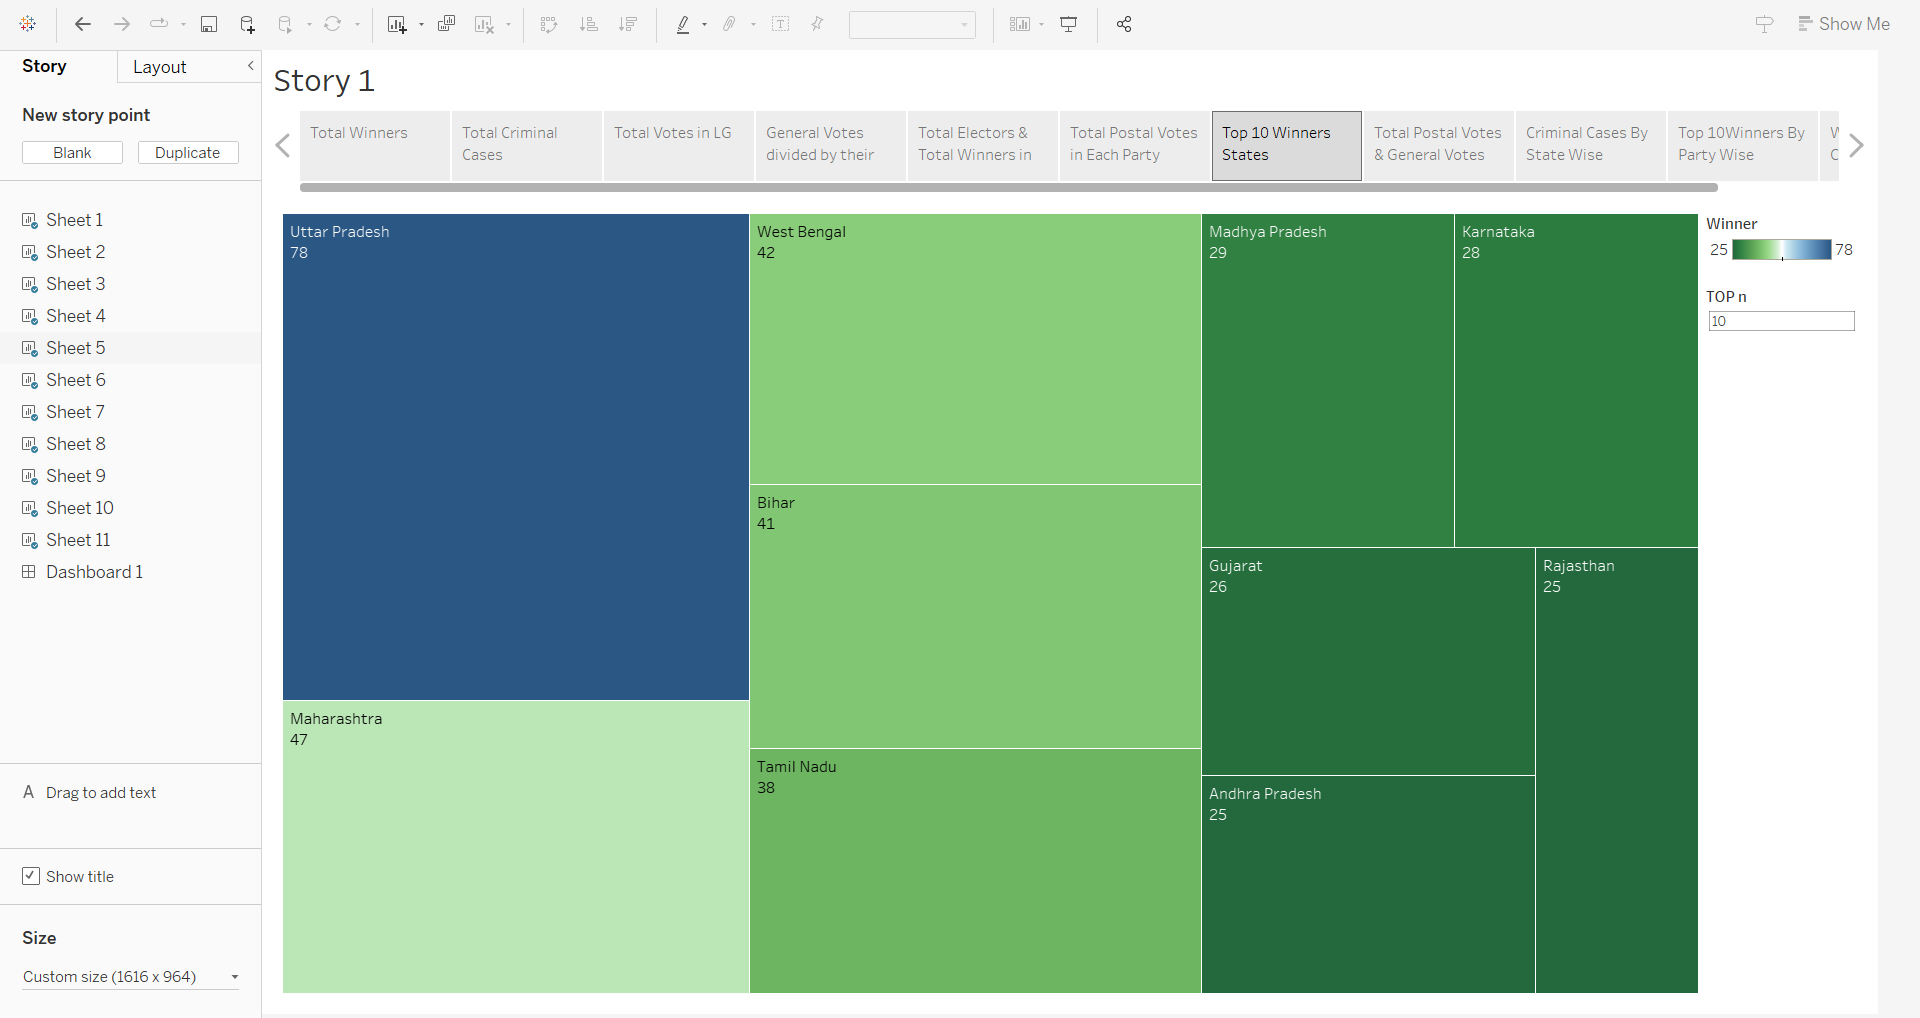 Show Me
Story
Layout
New story point
Blank
Duplicate
Sheet 1
Sheet 2
Sheet 3
Sheet 4
Sheet 5
Sheet 6
Sheet 7
Sheet 8
Sheet 9
Sheet 10
Sheet 11
Dashboard 1
A Drag to add text
Show title
Size
Custom size (1616 x 964)
Story 1
Total Winners
Total Criminal
Cases
Total Votes in LG
General Votes
divided by their
Total Electors &
Total Winners in
Total Postal Votes
in Each Party
Top 10 Winners
States
Total Postal Votes
& General Votes
Criminal Cases By
State Wise
Top 10Winners By
Party Wise
Uttar Pradesh
78
Maharashtra
47
West Bengal
42
Bihar
41
Tamil Nadu
38
Madhya Pradesh
29
Karnataka
28
Gujarat
26
Rajasthan
25
Andhra Pradesh
25
Winner
25 78
TOP n
10